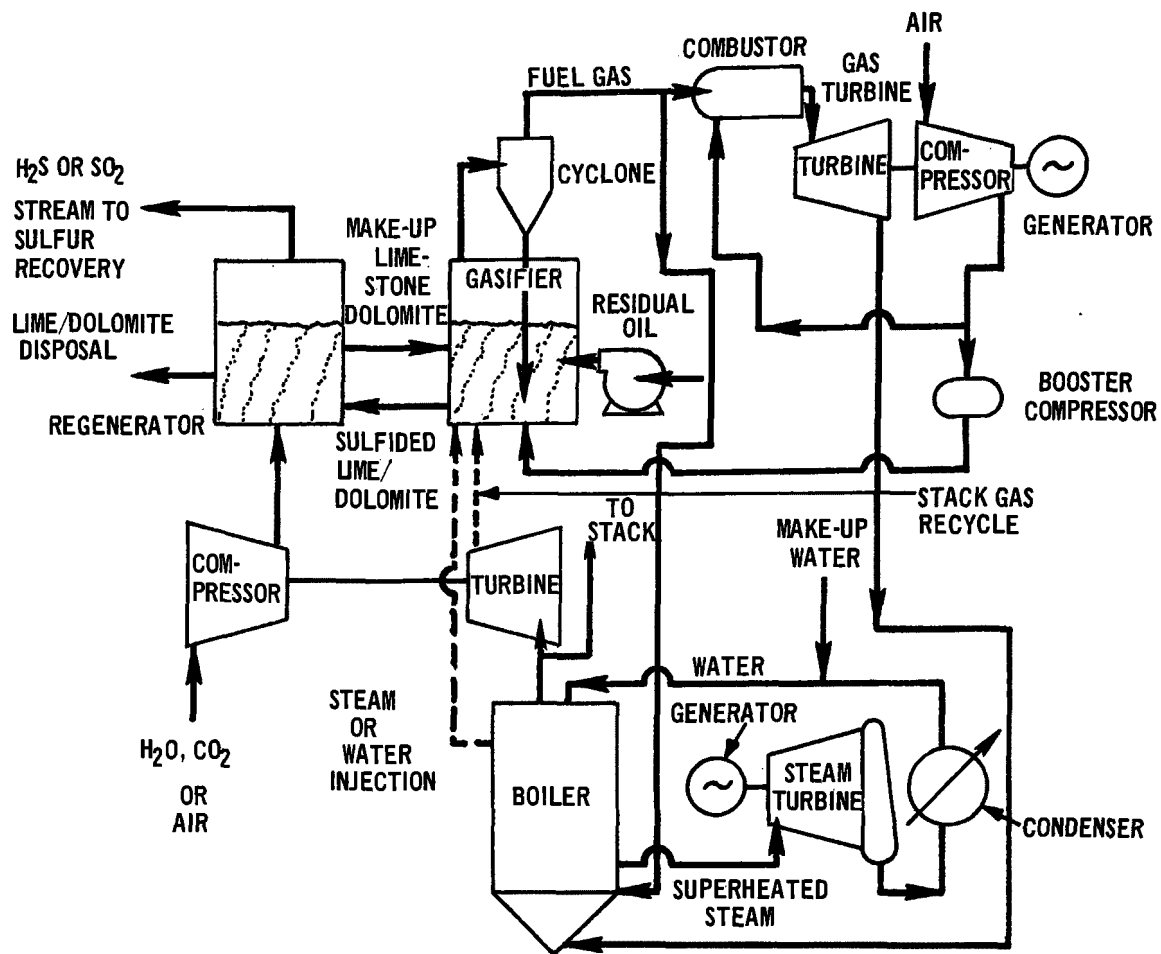 AIR
COMBUSTOR
FUEL GAS
GAS
TURBINE
TURBINE
COM-
PRESSOR
~
GENERATOR
CYCLONE
H2S OR SO2
STREAM TO
SULFUR
RECOVERY
MAKE-UP
LIME-
STONE
DOLOMITE
GASIFIER
RESIDUAL
OIL
LIME/DOLOMITE
DISPOSAL
BOOSTER
COMPRESSOR
REGENERATOR
SULFIDED
LIME/
DOLOMITE
TO
STACK
STACK GAS
RECYCLE
MAKE-UP
WATER
COM-
PRESSOR
TURBINE
WATER
STEAM
OR
WATER
INJECTION
GENERATOR
~
H2O, CO2
OR
AIR
BOILER
STEAM
TURBINE
CONDENSER
SUPERHEATED
STEAM